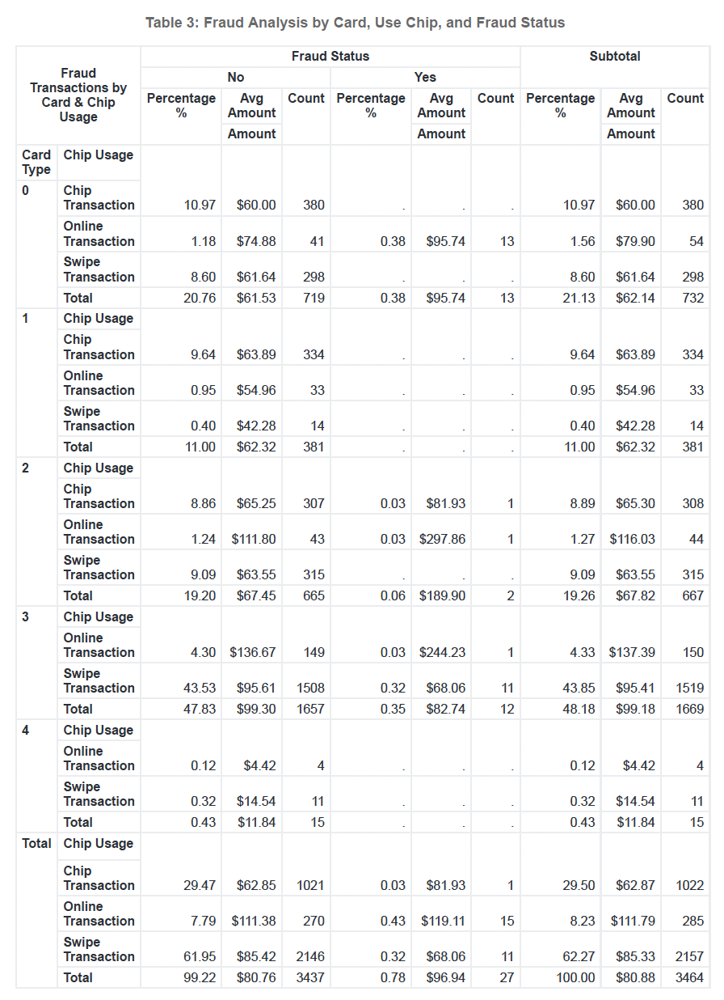 Table 3: Fraud Analysis by Card, Use Chip, and Fraud Status
Fraud Transactions by Card & Chip Usage Fraud Status Subtotal
No Yes
Percentage % Avg Amount Count Percentage % Avg Amount Count Percentage % Avg Amount Count
Amount Amount Amount
Card Type Chip Usage
0 Chip Transaction 10.97 $60.00 380 . . . 10.97 $60.00 380
Online Transaction 1.18 $74.88 41 0.38 $95.74 13 1.56 $79.90 54
Swipe Transaction 8.60 $61.64 298 . . . 8.60 $61.64 298
Total 20.76 $61.53 719 0.38 $95.74 13 21.13 $62.14 732
1 Chip Usage
Chip Transaction 9.64 $63.89 334 . . . 9.64 $63.89 334
Online Transaction 0.95 $54.96 33 . . . 0.95 $54.96 33
Swipe Transaction 0.40 $42.28 14 . . . 0.40 $42.28 14
Total 11.00 $62.32 381 . . . 11.00 $62.32 381
2 Chip Usage
Chip Transaction 8.86 $65.25 307 0.03 $81.93 1 8.89 $65.30 308
Online Transaction 1.24 $111.80 43 0.03 $297.86 1 1.27 $116.03 44
Swipe Transaction 9.09 $63.55 315 . . . 9.09 $63.55 315
Total 19.20 $67.45 665 0.06 $189.90 2 19.26 $67.82 667
3 Chip Usage
Online Transaction 4.30 $136.67 149 0.03 $244.23 1 4.33 $137.39 150
Swipe Transaction 43.53 $95.61 1508 0.32 $68.06 11 43.85 $95.41 1519
Total 47.83 $99.30 1657 0.35 $82.74 12 48.18 $99.18 1669
4 Chip Usage
Online Transaction 0.12 $4.42 4 . . . 0.12 $4.42 4
Swipe Transaction 0.32 $14.54 11 . . . 0.32 $14.54 11
Total 0.43 $11.84 15 . . . 0.43 $11.84 15
Total Chip Usage
Chip Transaction 29.47 $62.85 1021 0.03 $81.93 1 29.50 $62.87 1022
Online Transaction 7.79 $111.38 270 0.43 $119.11 15 8.23 $111.79 285
Swipe Transaction 61.95 $85.42 2146 0.32 $68.06 11 62.27 $85.33 2157
Total 99.22 $80.76 3437 0.78 $96.94 27 100.00 $80.88 3464